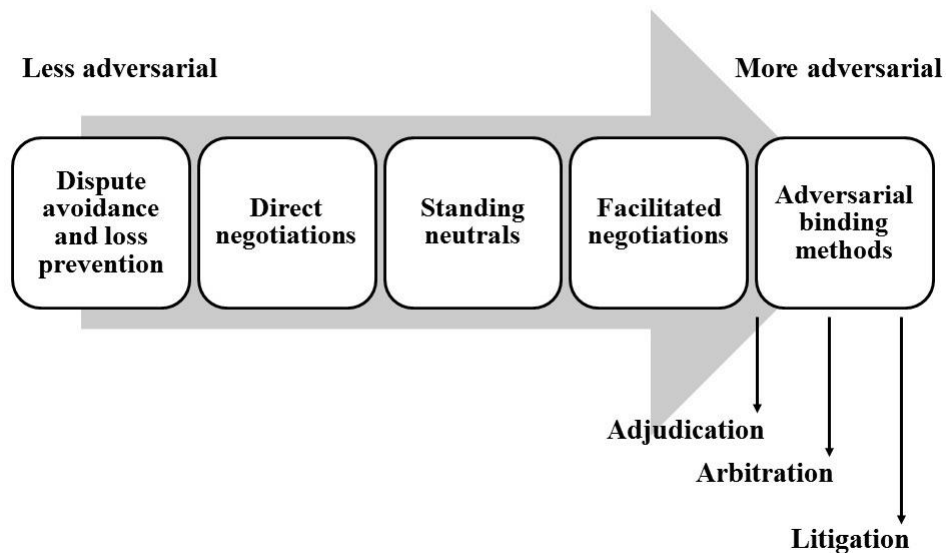 Less adversarial
More adversarial
Dispute
avoidance
and loss
prevention
Direct
negotiations
Standing
neutrals
Facilitated
negotiations
Adversarial
binding
methods
Adjudication
Arbitration
Litigation